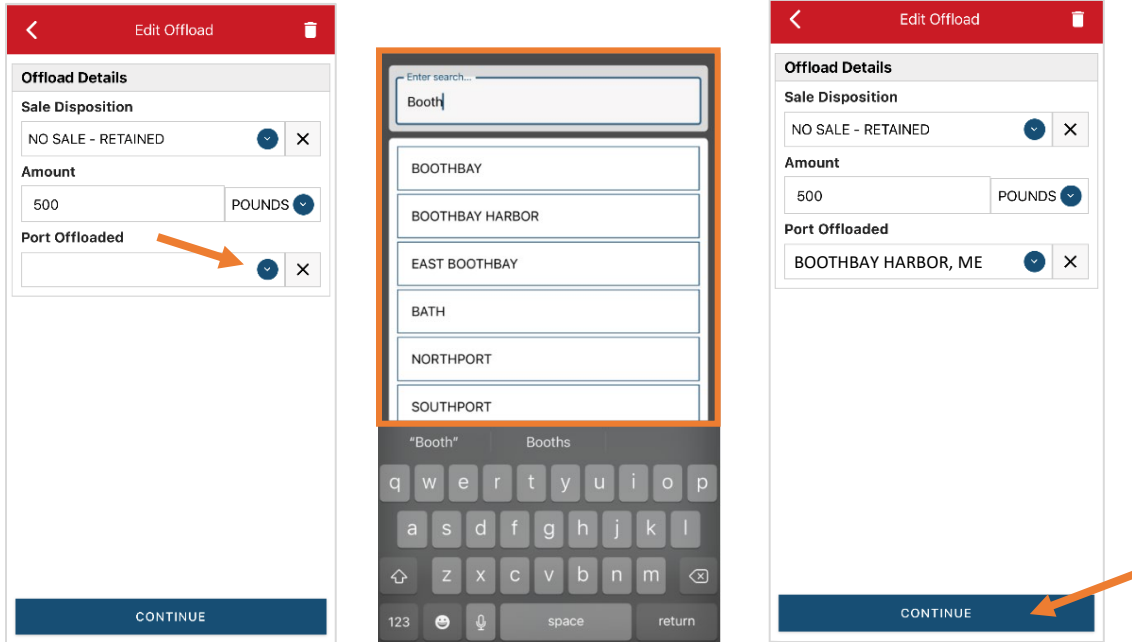 Edit Offload
Offload Details
Sale Disposition
NO SALE - RETAINED
Amount
500 POUNDS
Port Offloaded
CONTINUE
Enter search...
Booth
BOOTHBAY
BOOTHBAY HARBOR
EAST BOOTHBAY
BATH
NORTHPORT
SOUTHPORT
"Booth" Booths
q w e r t y u i o p
a s d f g h j k l
z x c v b n m
123 space return
Edit Offload
Offload Details
Sale Disposition
NO SALE - RETAINED
Amount
500 POUNDS
Port Offloaded
BOOTHBAY HARBOR, ME
CONTINUE